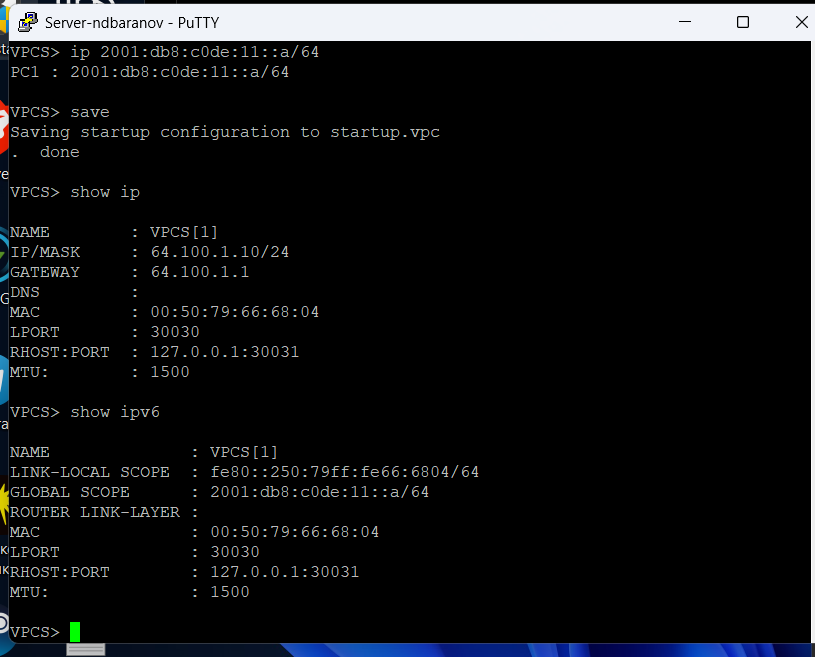 Server-ndbaranov - PuTTY
VPCS> ip 2001:db8:c0de:11::a/64
PC1 : 2001:db8:c0de:11::a/64
VPCS> save
Saving startup configuration to startup.vpc
.  done
VPCS> show ip
NAME        : VPCS[1]
IP/MASK     : 64.100.1.10/24
GATEWAY     : 64.100.1.1
DNS         :
MAC         : 00:50:79:66:68:04
LPORT       : 30030
RHOST:PORT  : 127.0.0.1:30031
MTU:        : 1500
VPCS> show ipv6
NAME              : VPCS[1]
LINK-LOCAL SCOPE  : fe80::250:79ff:fe66:6804/64
GLOBAL SCOPE      : 2001:db8:c0de:11::a/64
ROUTER LINK-LAYER :
MAC               : 00:50:79:66:68:04
LPORT             : 30030
RHOST:PORT        : 127.0.0.1:30031
MTU:              : 1500
VPCS>